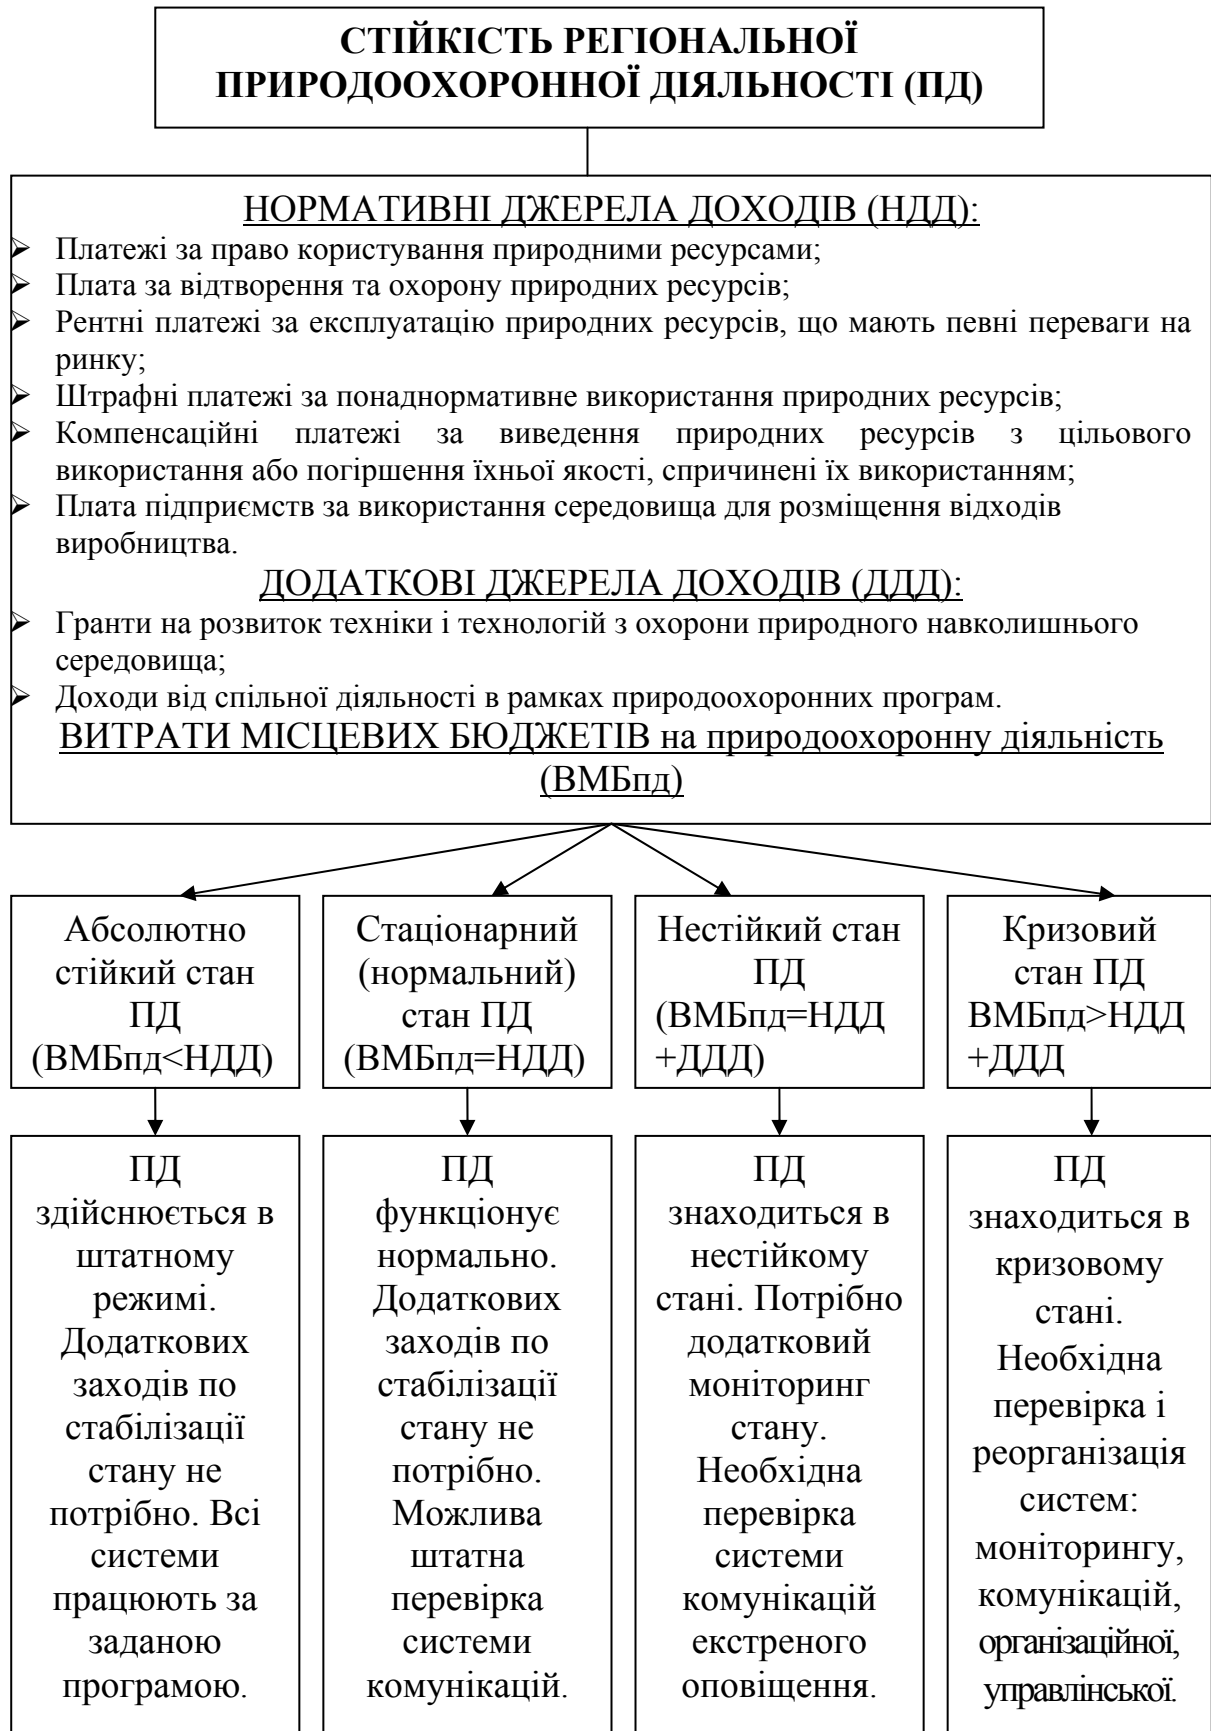 СТІЙКІСТЬ РЕГІОНАЛЬНОЇ
ПРИРОДООХОРОННОЇ ДІЯЛЬНОСТІ (ПД)
НОРМАТИВНІ ДЖЕРЕЛА ДОХОДІВ (НДД):
➢ Платежі за право користування природними ресурсами;
➢ Плата за відтворення та охорону природних ресурсів;
➢ Рентні платежі за експлуатацію природних ресурсів, що мають певні переваги на
ринку;
➢ Штрафні платежі за понаднормативне використання природних ресурсів;
➢ Компенсаційні платежі за виведення природних ресурсів з цільового
використання або погіршення їхньої якості, спричинені їх використанням;
➢ Плата підприємств за використання середовища для розміщення відходів
виробництва.
ДОДАТКОВІ ДЖЕРЕЛА ДОХОДІВ (ДДД):
➢ Гранти на розвиток техніки і технологій з охорони природного навколишнього
середовища;
➢ Доходи від спільної діяльності в рамках природоохоронних програм.
ВИТРАТИ МІСЦЕВИХ БЮДЖЕТІВ на природоохоронну діяльність
(ВМБпд)
Абсолютно
стійкий стан
ПД
(ВМБпд<НДД)
Стаціонарний
(нормальний)
стан ПД
(ВМБпд=НДД)
Нестійкий стан
ПД
(ВМБпд=НДД
+ДДД)
Кризовий
стан ПД
ВМБпд>НДД
+ДДД
ПД
здійснюється в
штатному
режимі.
Додаткових
заходів по
стабілізації
стану не
потрібно. Всі
системи
працюють за
заданою
програмою.
ПД
функціонує
нормально.
Додаткових
заходів по
стабілізації
стану не
потрібно.
Можлива
штатна
перевірка
системи
комунікацій.
ПД
знаходиться в
нестійкому
стані. Потрібно
додатковий
моніторинг
стану.
Необхідна
перевірка
системи
комунікацій
екстреного
оповіщення.
ПД
знаходиться в
кризовому
стані.
Необхідна
перевірка і
реорганізація
систем:
моніторингу,
комунікацій,
організаційної,
управлінської.